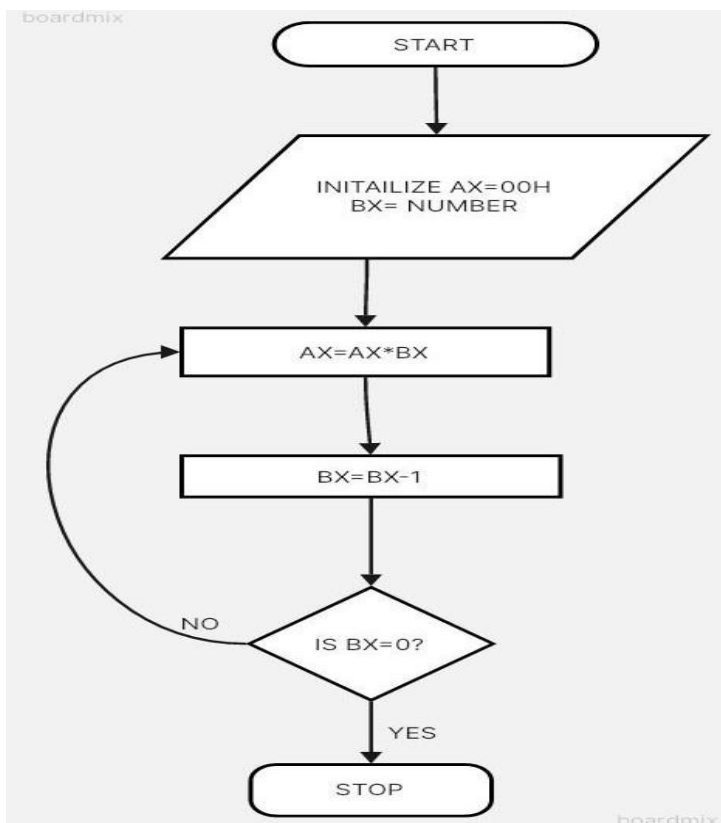 boardmix
START
INITAILIZE AX=00H
BX= NUMBER
AX=AX*BX
BX=BX-1
NO
IS BX=0?
YES
STOP
boardmix